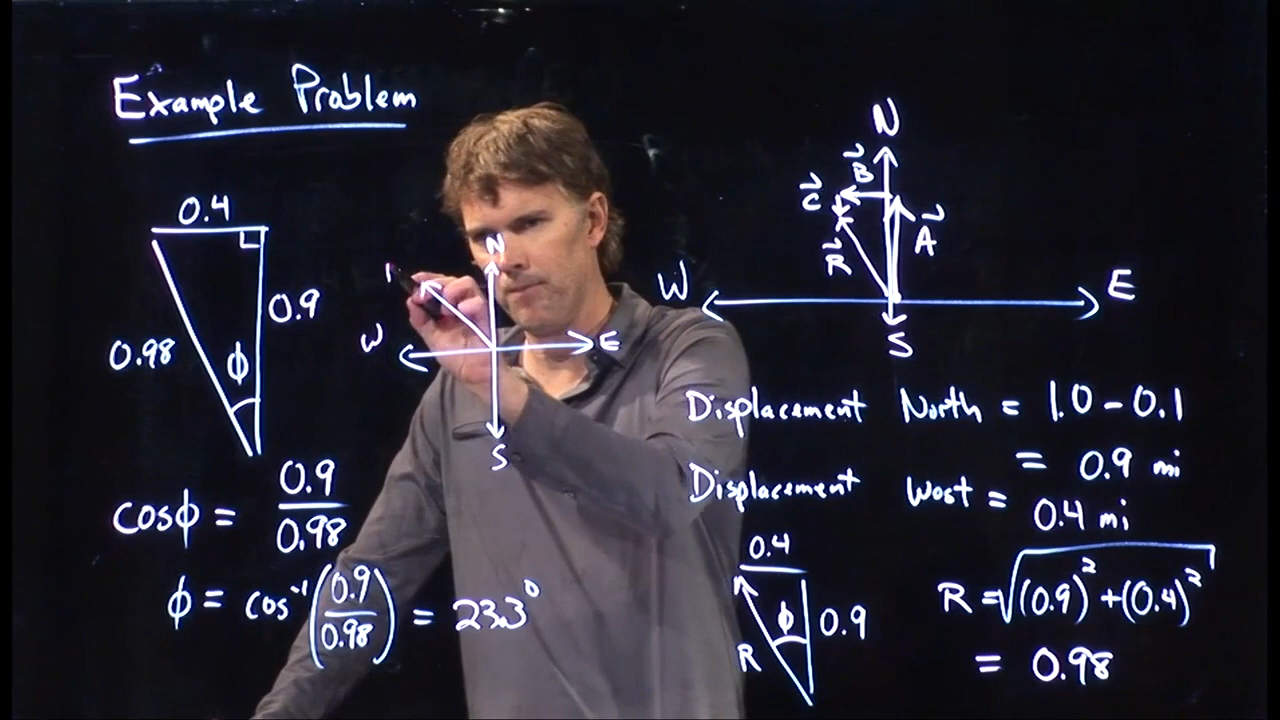 Example Problem
0.4
0.9
0.98
ϕ
cosϕ = 0.9/0.98
ϕ = cos⁻¹(0.9/0.98) = 23.3°
N
W
E
S
N
B⃗
C⃗
A⃗
R⃗
W
E
S
Displacement North = 1.0 - 0.1
= 0.9 mi
Displacement West = 0.4 mi
0.4
ϕ
0.9
R
R = √(0.9)² + (0.4)²
= 0.98